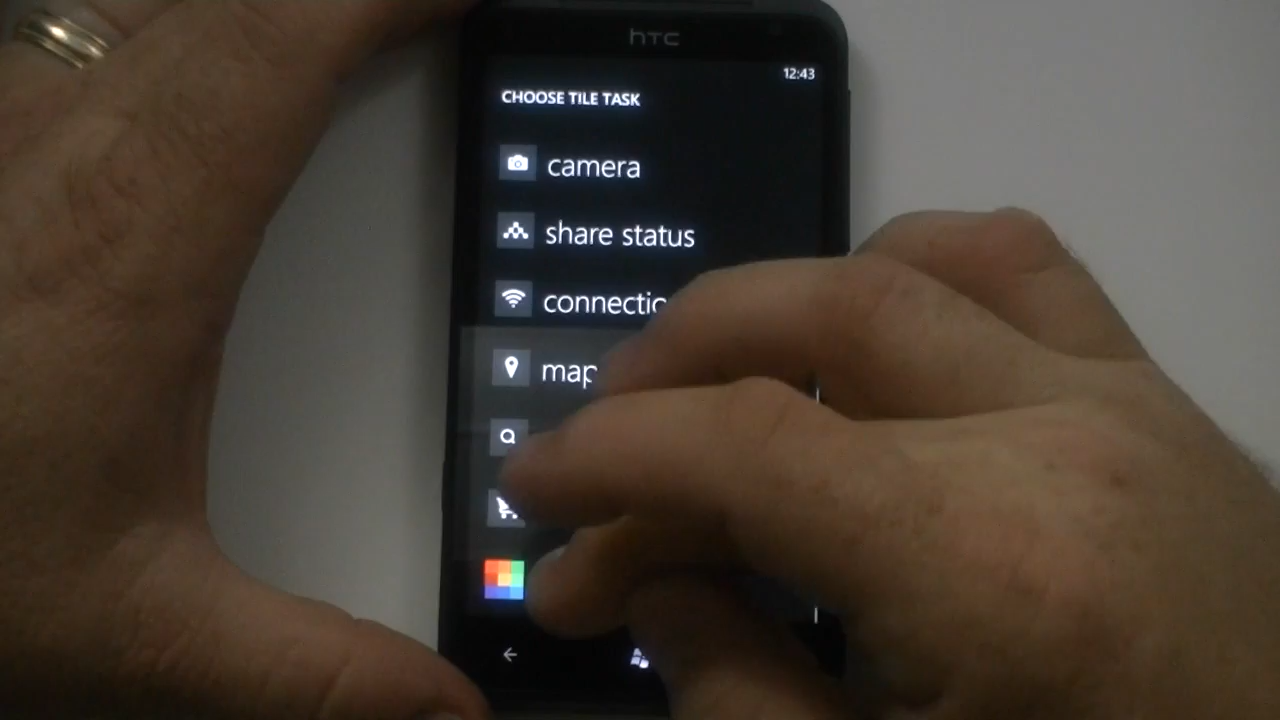 hTC
12:43
CHOOSE TILE TASK
camera
share status
connectio
map